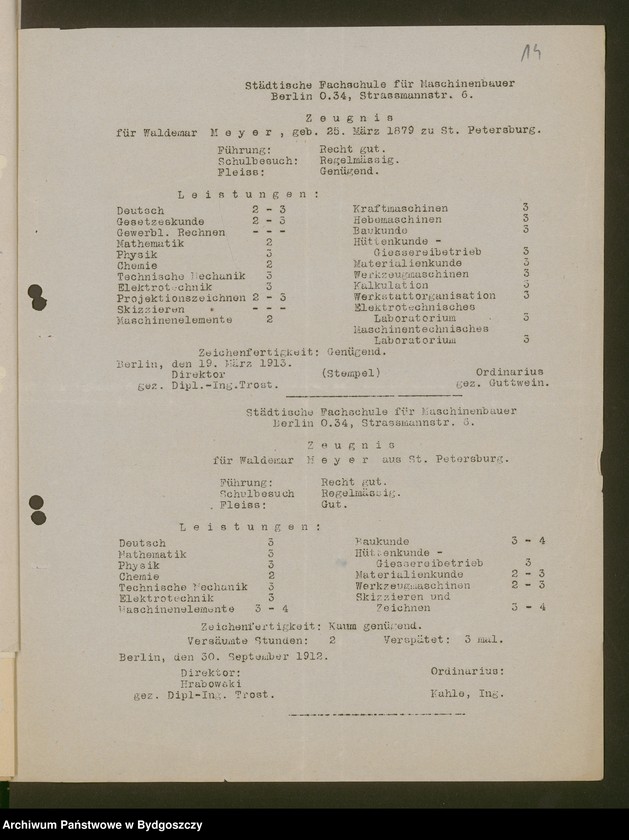 14
Städtische Fachschule für Maschinenbauer
Berlin O.34, Strassmannstr. 6.
Z e u g n i s
für Waldemar M e y e r , geb. 25. März 1879 zu St. Petersburg.
Führung: Recht gut.
Schulbesuch: Regelmässig.
Fleiss: Genügend.
L e i s t u n g e n :
Deutsch 2 - 3
Gesetzeskunde 2 - 3
Gewerbl. Rechnen - - -
Mathematik 2
Physik 3
Chemie 2
Technische Mechanik 3
Elektrotechnik 3
Projektionszeichnen 2 - 3
Skizzieren - - -
Maschinenelemente 2
Kraftmaschinen 3
Hebemaschinen 3
Baukunde 3
Hüttenkunde -
Giessereibetrieb 3
Materialienkunde 3
Werkzeugmaschinen 3
Kalkulation 3
Werkstattorganisation 3
Elektrotechnisches
Laboratorium 3
Maschinentechnisches
Laboratorium 3
Zeichenfertigkeit: Genügend.
Berlin, den 19. März 1913.
Direktor (Stempel) Ordinarius
gez. Dipl.-Ing.Trost. gez. Guttwein.
Städtische Fachschule für Maschinenbauer
Berlin O.34, Strassmannstr. 6.
Z e u g n i s
für Waldemar M e y e r aus St. Petersburg.
Führung: Recht gut.
Schulbesuch Regelmässig.
Fleiss: Gut.
L e i s t u n g e n :
Deutsch 3
Mathematik 3
Physik 3
Chemie 2
Technische Mechanik 3
Elektrotechnik 3
Maschinenelemente 3 - 4
Baukunde 3 - 4
Hüttenkunde -
Giessereibetrieb 3
Materialienkunde 2 - 3
Werkzeugmaschinen 2 - 3
Skizzieren und
Zeichnen 3 - 4
Zeichenfertigkeit: Kaum genügend.
Versäumte Stunden: 2 Verspätet: 3 mal.
Berlin, den 30. September 1912.
Direktor: Ordinarius:
Hrabowski
gez. Dipl-Ing. Trost. Kahle, Ing.
Archiwum Państwowe w Bydgoszczy